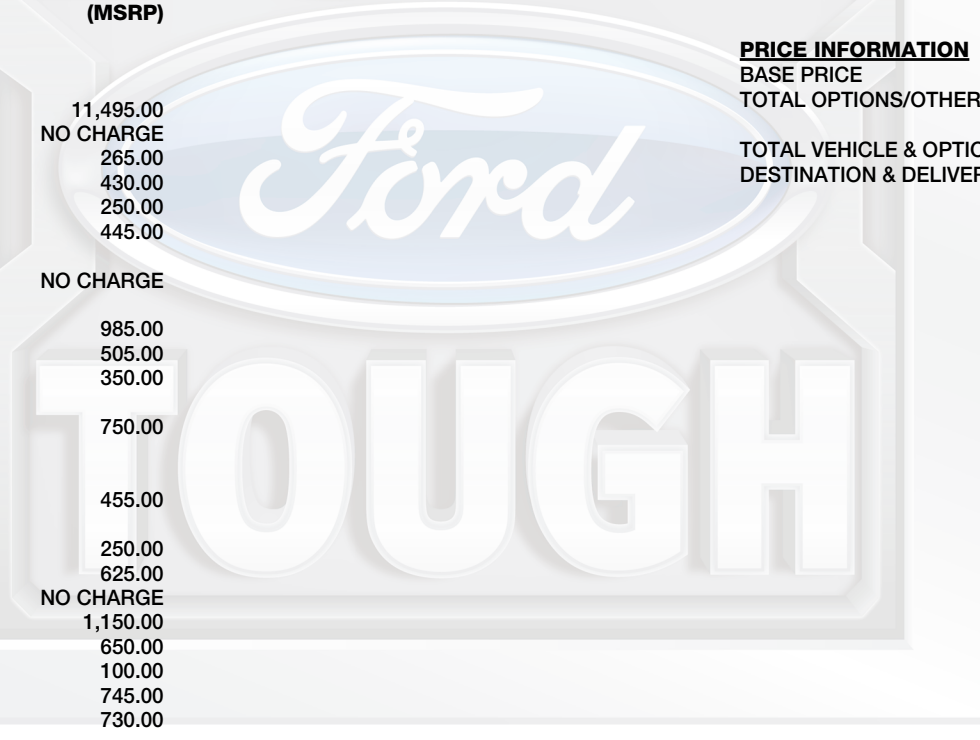 (MSRP)
11,495.00
NO CHARGE
265.00
430.00
250.00
445.00
NO CHARGE
985.00
505.00
350.00
750.00
455.00
250.00
625.00
NO CHARGE
1,150.00
650.00
100.00
745.00
730.00
PRICE INFORMATION
BASE PRICE
TOTAL OPTIONS/OTHER
TOTAL VEHICLE & OPTIO
DESTINATION & DELIVER
Ford
TOUGH